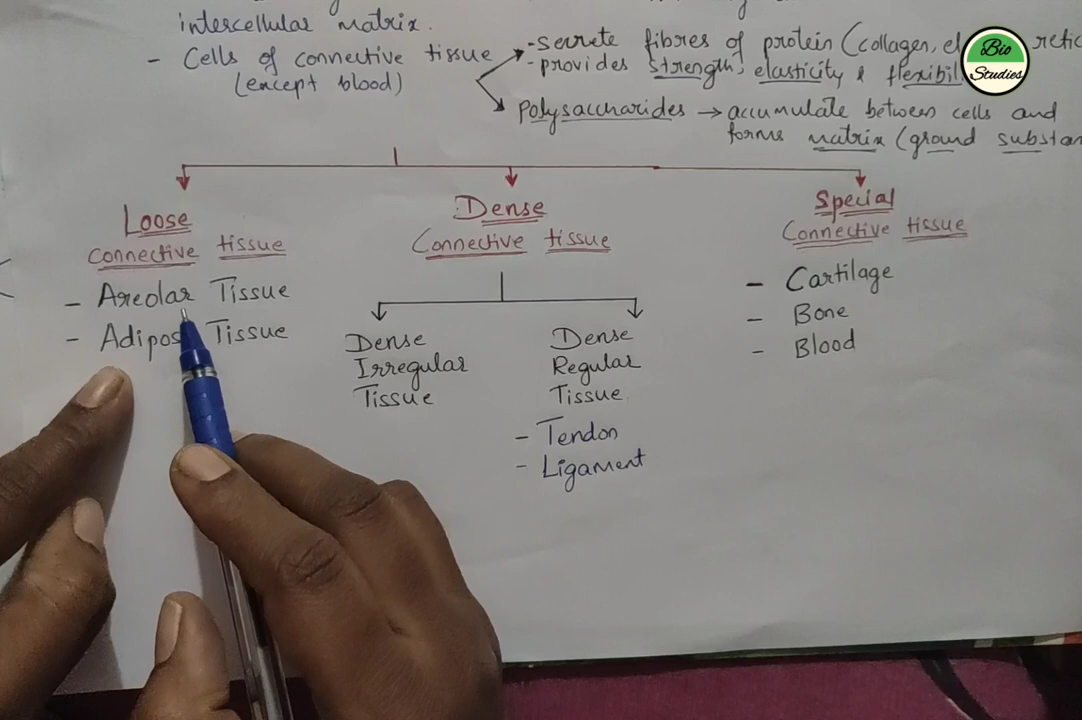 intercellular matrix.
- Cells of connective tissue
(except blood)
- secrete fibres of protein (collagen,
- provides strength, elasticity & flexibil
Polysaccharides → accumulate between cells and
forms matrix (ground substan
Bio
Studies
Loose
connective tissue
- Areolar Tissue
- Adipos Tissue
Dense
Connective tissue
Dense
Irregular
Tissue
Dense
Regular
Tissue
- Tendon
- Ligament
Special
Connective tissue
- Cartilage
- Bone
- Blood